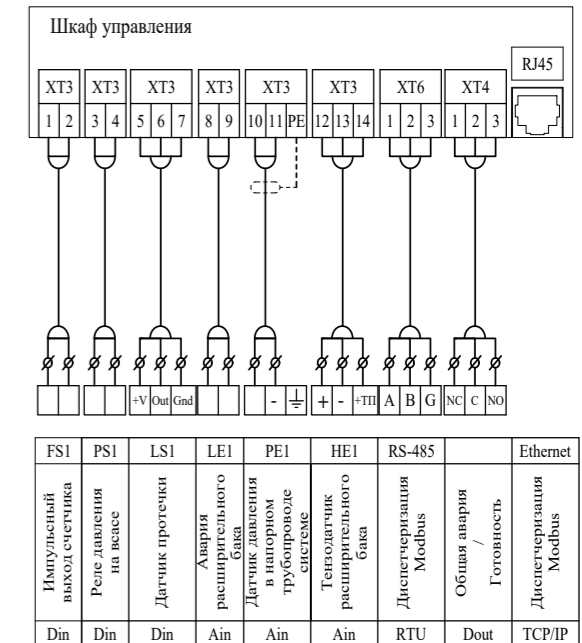 Шкаф управления
RJ45
XT3 XT3 XT3 XT3 XT3 XT3 XT6 XT4
1 2 3 4 5 6 7 8 9 10 11 PE 12 13 14 1 2 3 1 2 3
+V Out Gnd - + - +ТП A B G NC C NO
FS1 PS1 LS1 LE1 PE1 HE1 RS-485 Ethernet
Импульсный
выход счетчика
Реле давления
на всасе
Датчик протечки
Авария
расширительного
бака
Датчик давления
в напорном
трубопроводе
системе
Тензодатчик
расширительного
бака
Диспетчеризация
Modbus
Общая авария
/
Готовность
Диспетчеризация
Modbus
Din Din Din Ain Ain Ain RTU Dout TCP/IP